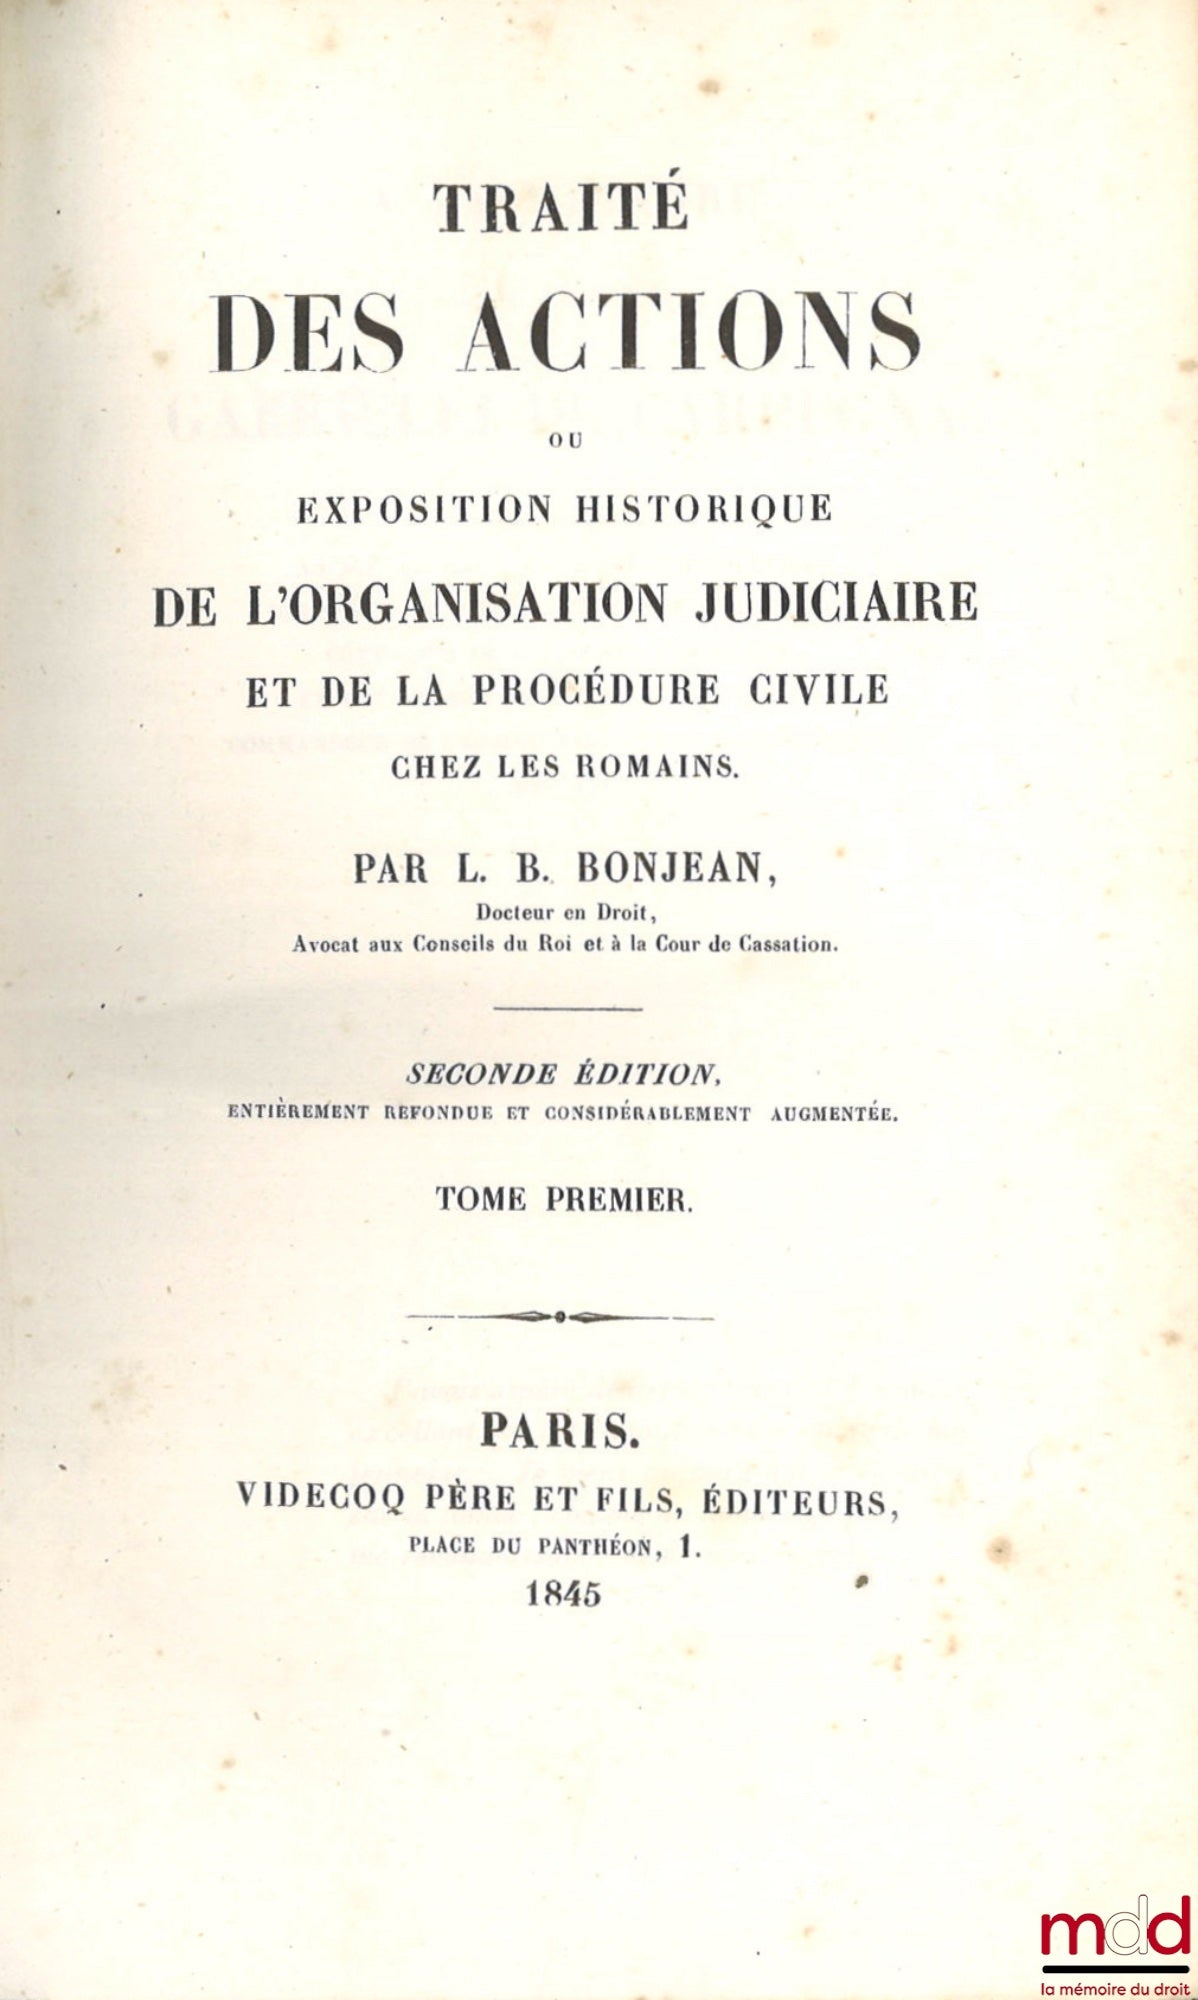 TRAITÉ
DES ACTIONS
OU
EXPOSITION HISTORIQUE
DE L'ORGANISATION JUDICIAIRE
ET DE LA PROCÉDURE CIVILE
CHEZ LES ROMAINS.
PAR L. B. BONJEAN,
Docteur en Droit,
Avocat aux Conseils du Roi et à la Cour de Cassation.
SECONDE ÉDITION,
ENTIÈREMENT REFONDUE ET CONSIDÉRABLEMENT AUGMENTÉE.
TOME PREMIER.
PARIS.
VIDECOQ PÈRE ET FILS, ÉDITEURS,
PLACE DU PANTHÉON, 1.
1845
mdd
la mémoire du droit